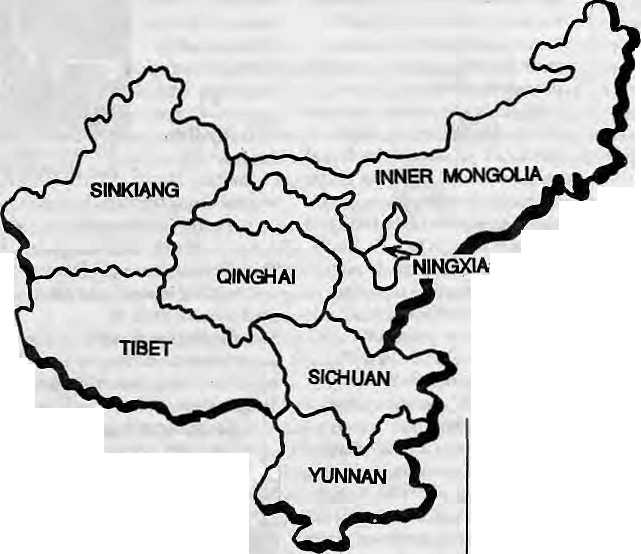 INNER MONGOLIA
SINKIANG
NINGXIA
QINGHAI
TIBET
SICHUAN
YUNNAN